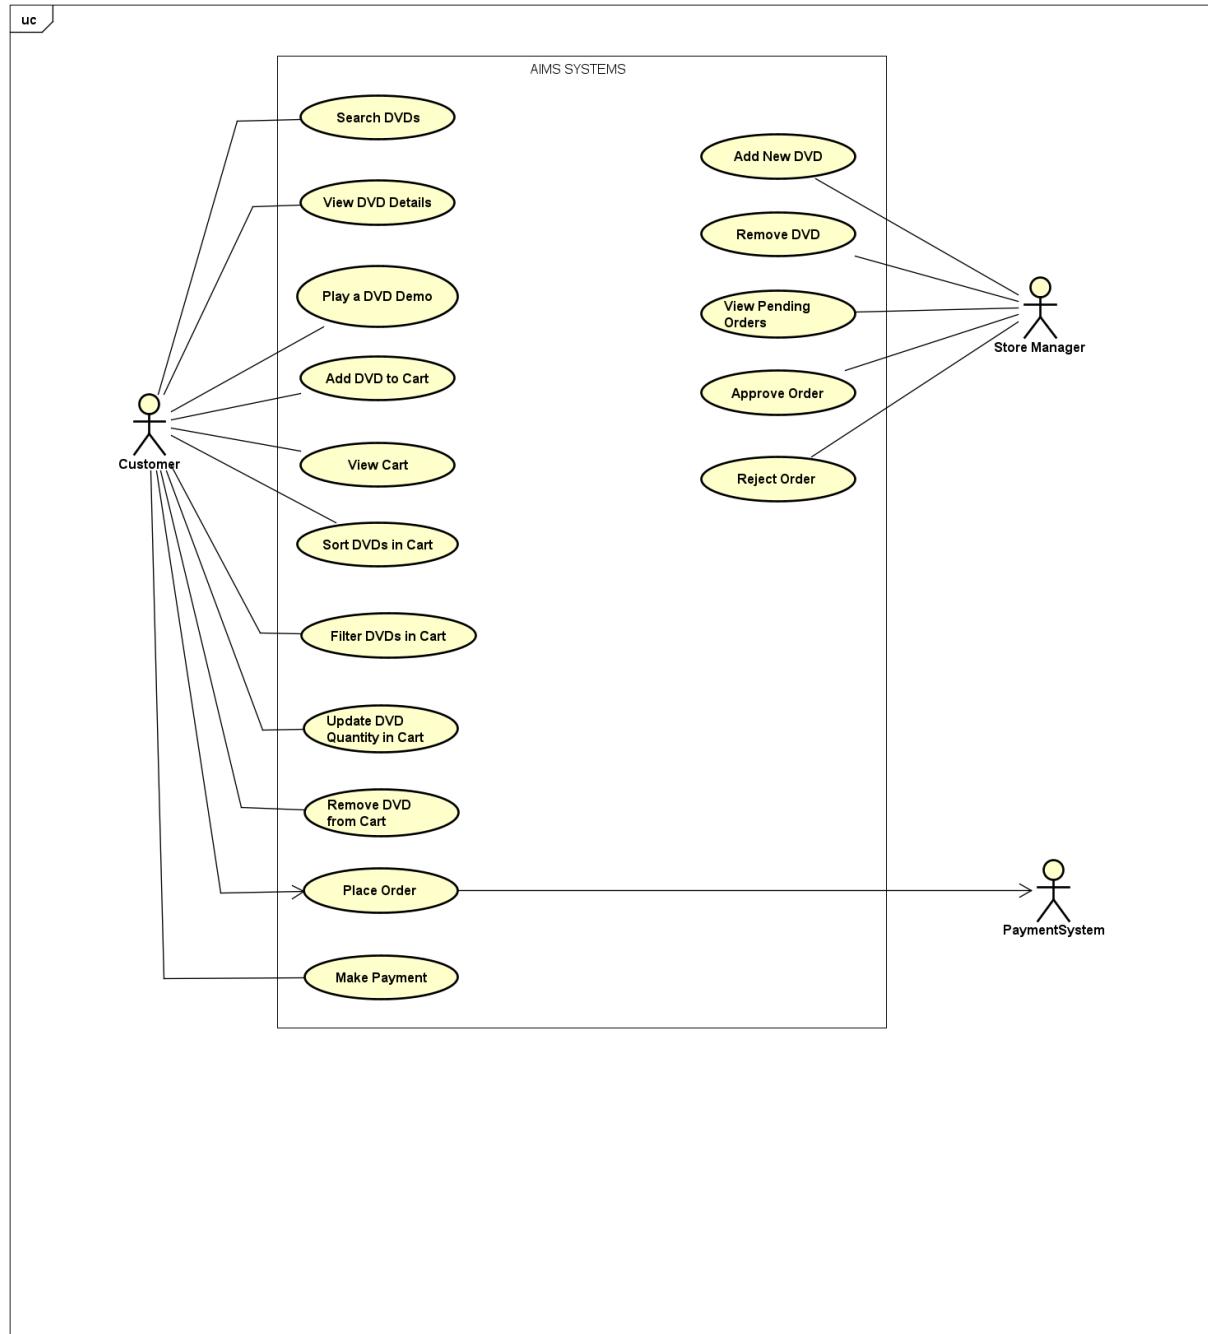 uc
AIMS SYSTEMS
Search DVDs
View DVD Details
Play a DVD Demo
Add DVD to Cart
View Cart
Sort DVDs in Cart
Filter DVDs in Cart
Update DVD
Quantity in Cart
Remove DVD
from Cart
Place Order
Make Payment
Customer
Add New DVD
Remove DVD
View Pending
Orders
Approve Order
Reject Order
Store Manager
PaymentSystem